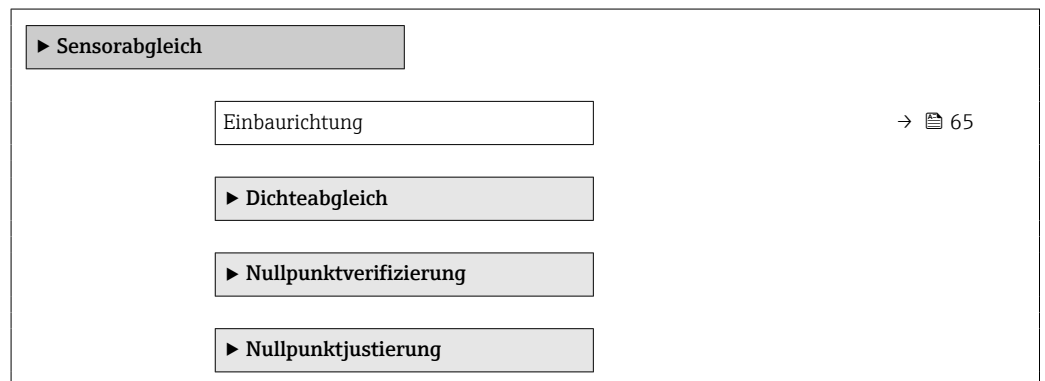 ▶ Sensorabgleich
Einbaurichtung → 65
▶ Dichteabgleich
▶ Nullpunktverifizierung
▶ Nullpunktjustierung